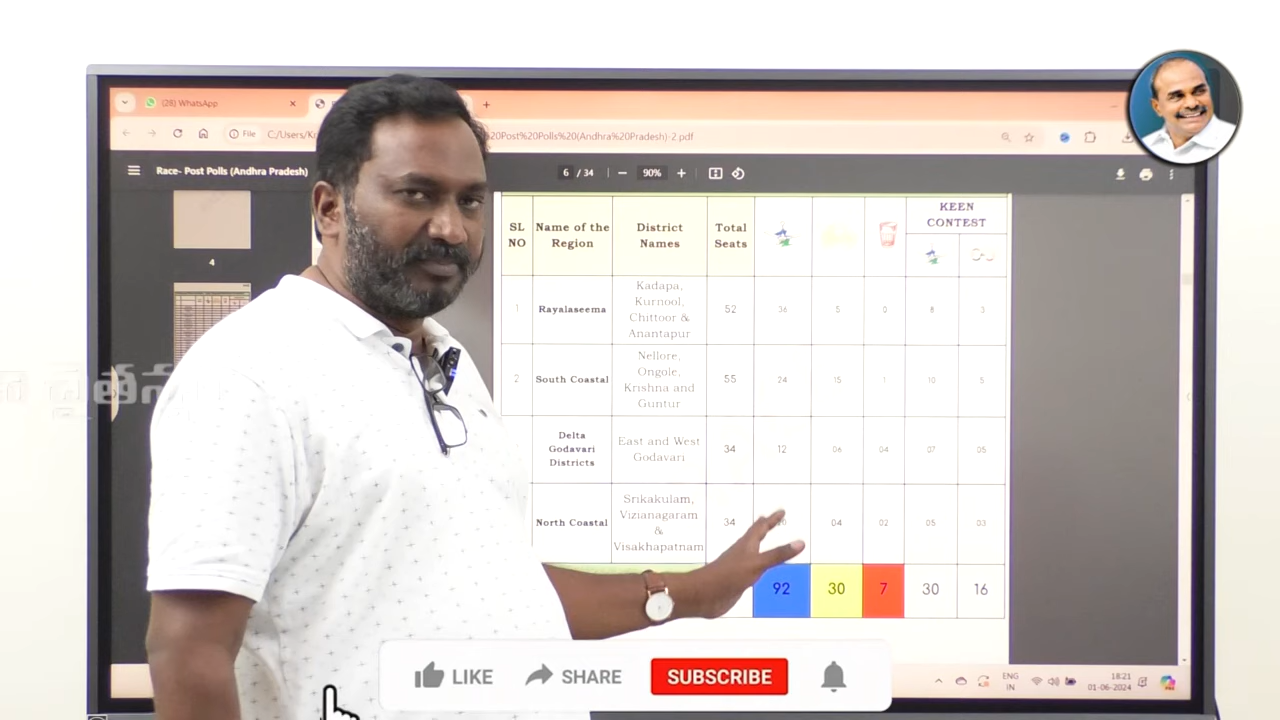 (28) WhatsApp
File
C:/Users/Kr
20Post%20Polls%20(Andhra%20Pradesh)-2.pdf
Race- Post Polls (Andhra Pradesh)
6 / 34
90%
4
SL NO
Name of the Region
District Names
Total Seats
KEEN CONTEST
1
Rayalaseema
Kadapa,
Kurnool,
Chittoor &
Anantapur
52
36
5
0
8
3
2
South Coastal
Nellore,
Ongole,
Krishna and
Guntur
55
24
15
1
10
5
Delta
Godavari
Districts
East and West
Godavari
34
12
06
04
07
05
North Coastal
Srikakulam,
Vizianagaram
&
Visakhapatnam
34
04
02
05
03
92
30
7
30
16
LIKE
SHARE
SUBSCRIBE
ENG
IN
18:21
01-06-2024